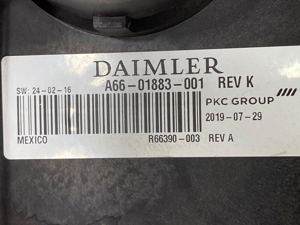 DAIMLER
SW: 24-02-16 A66-01883-001 REV K
PKC GROUP
2019-07-29
MEXICO R66390-003 REV A